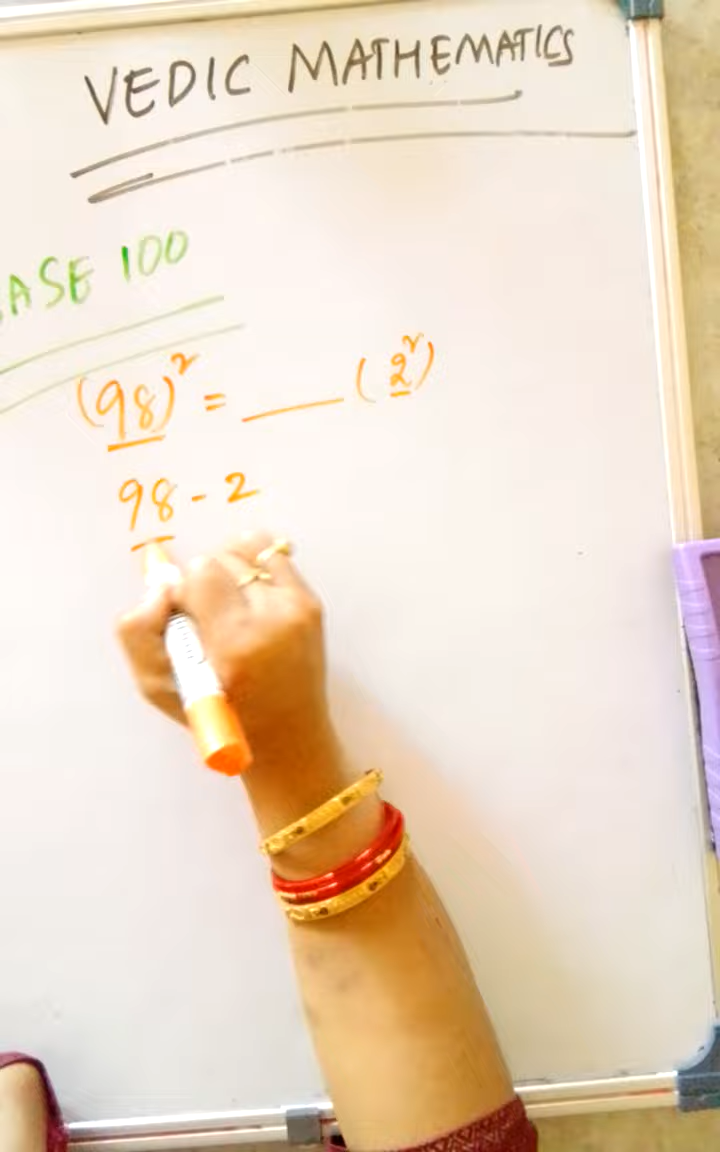 VEDIC MATHEMATICS
ASE 100
(98)² = ___ (2²)
98 - 2